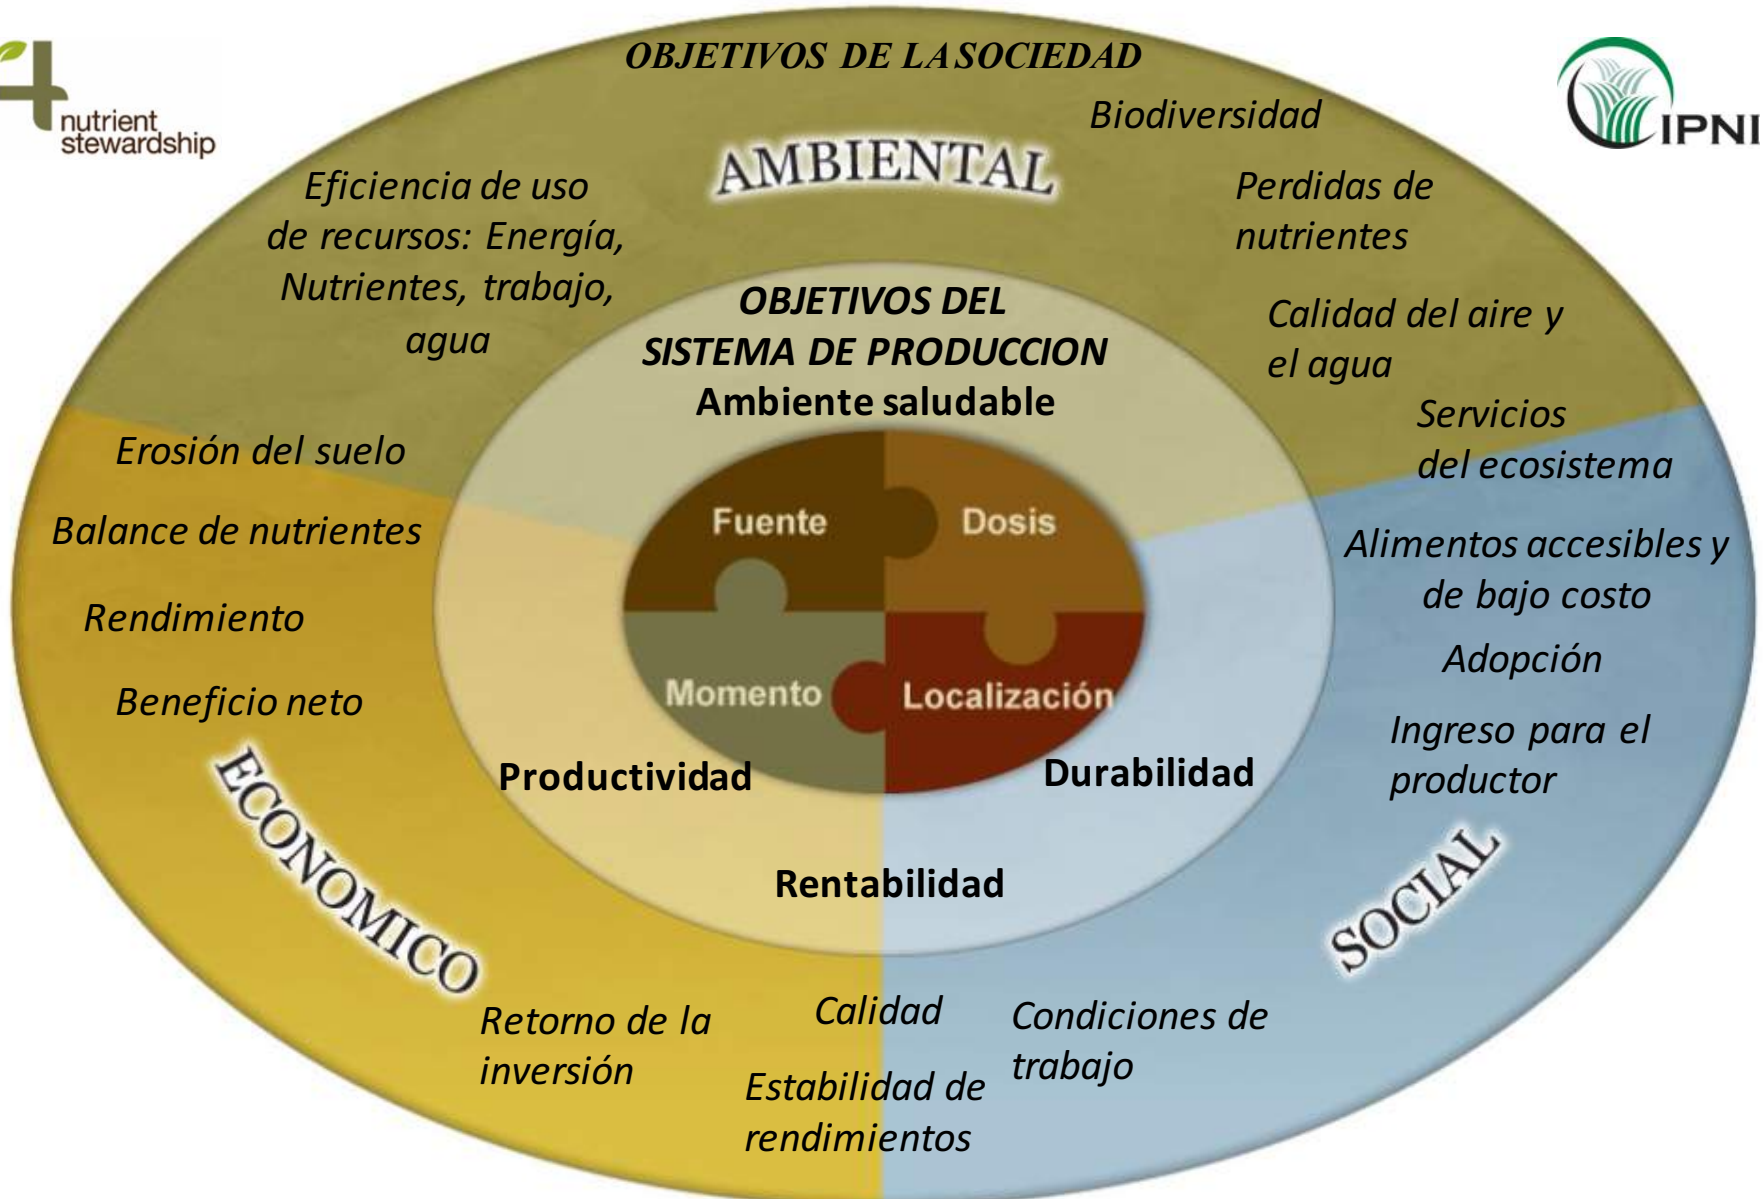 OBJETIVOS DE LA SOCIEDAD
4
nutrient
stewardship
IPNI
Biodiversidad
AMBIENTAL
Eficiencia de uso
de recursos: Energía,
Nutrientes, trabajo,
agua
Perdidas de
nutrientes
OBJETIVOS DEL
SISTEMA DE PRODUCCION
Ambiente saludable
Calidad del aire y
el agua
Servicios
del ecosistema
Erosión del suelo
Balance de nutrientes
Rendimiento
Beneficio neto
Fuente
Dosis
Momento
Localización
Alimentos accesibles y
de bajo costo
Adopción
Ingreso para el
productor
Productividad
Durabilidad
Rentabilidad
ECONOMICO
SOCIAL
Retorno de la
inversión
Calidad
Estabilidad de
rendimientos
Condiciones de
trabajo